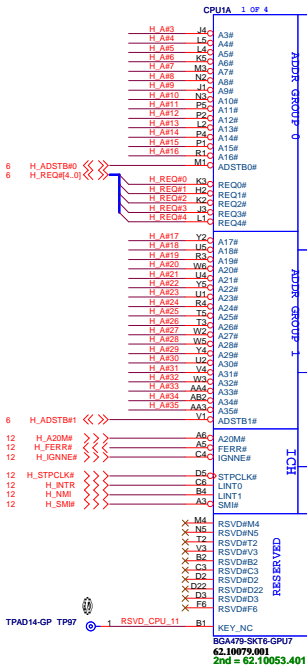 CPU1A 1 OF 4
H_A#3 J4 A3#
H_A#4 L5 A4#
H_A#5 L4 A5#
H_A#6 K5 A6#
H_A#7 M3 A7#
H_A#8 N2 A8#
H_A#9 J1 A9#
H_A#10 N3 A10#
H_A#11 P5 A11#
H_A#12 P2 A12#
H_A#13 L2 A13#
H_A#14 P4 A14#
H_A#15 P1 A15#
H_A#16 R1 A16#
6 H_ADSTB#0 M1 ADSTB0#
6 H_REQ#[4..0]
H_REQ#0 K3 REQ0#
H_REQ#1 H2 REQ1#
H_REQ#2 K2 REQ2#
H_REQ#3 J3 REQ3#
H_REQ#4 L1 REQ4#
ADDR GROUP 0
H_A#17 Y2 A17#
H_A#18 U5 A18#
H_A#19 R3 A19#
H_A#20 W6 A20#
H_A#21 U4 A21#
H_A#22 Y5 A22#
H_A#23 U1 A23#
H_A#24 R4 A24#
H_A#25 T5 A25#
H_A#26 T3 A26#
H_A#27 W2 A27#
H_A#28 W5 A28#
H_A#29 Y4 A29#
H_A#30 U2 A30#
H_A#31 V4 A31#
H_A#32 W3 A32#
H_A#33 AA4 A33#
H_A#34 AB2 A34#
H_A#35 AA3 A35#
6 H_ADSTB#1 V1 ADSTB1#
ADDR GROUP 1
12 H_A20M# A6 A20M#
12 H_FERR# A5 FERR#
12 H_IGNNE# C4 IGNNE#
12 H_STPCLK# D5 STPCLK#
12 H_INTR C6 LINT0
12 H_NMI B4 LINT1
12 H_SMI# A3 SMI#
ICH
M4 RSVD#M4
N5 RSVD#N5
T2 RSVD#T2
V3 RSVD#V3
B2 RSVD#B2
C3 RSVD#C3
D2 RSVD#D2
D22 RSVD#D22
D3 RSVD#D3
F6 RSVD#F6
RESERVED
TPAD14-GP TP97 1 RSVD_CPU_11 B1 KEY_NC
BGA479-SKT6-GPU7
62.10079.001
2nd = 62.10053.401